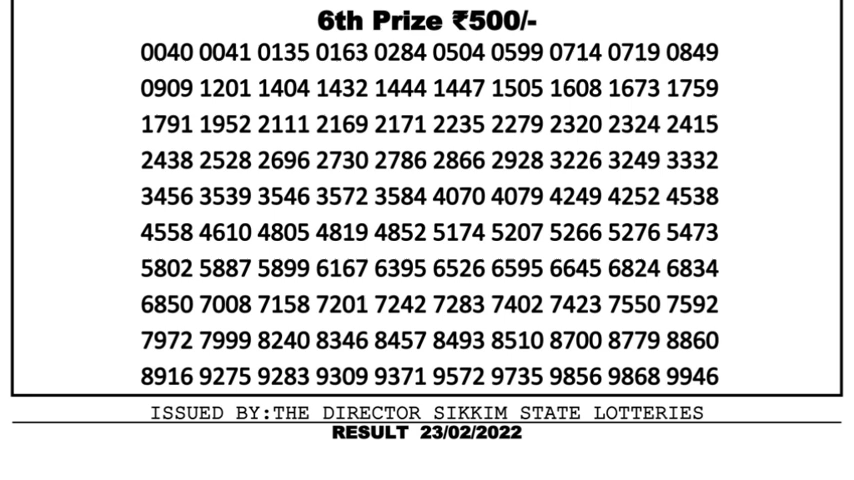 6th Prize ₹500/-
0040 0041 0135 0163 0284 0504 0599 0714 0719 0849
0909 1201 1404 1432 1444 1447 1505 1608 1673 1759
1791 1952 2111 2169 2171 2235 2279 2320 2324 2415
2438 2528 2696 2730 2786 2866 2928 3226 3249 3332
3456 3539 3546 3572 3584 4070 4079 4249 4252 4538
4558 4610 4805 4819 4852 5174 5207 5266 5276 5473
5802 5887 5899 6167 6395 6526 6595 6645 6824 6834
6850 7008 7158 7201 7242 7283 7402 7423 7550 7592
7972 7999 8240 8346 8457 8493 8510 8700 8779 8860
8916 9275 9283 9309 9371 9572 9735 9856 9868 9946
ISSUED BY:THE DIRECTOR SIKKIM STATE LOTTERIES
RESULT 23/02/2022